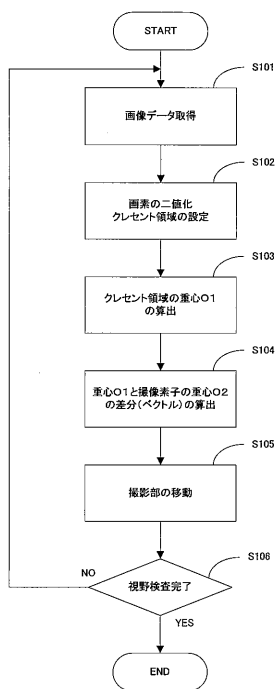 START
S101
画像データ取得
S102
画素の二値化
クレセント領域の設定
S103
クレセント領域の重心O1
の算出
S104
重心O1と撮像素子の重心O2
の差分(ベクトル)の算出
S105
撮影部の移動
S106
NO
視野検査完了
YES
END